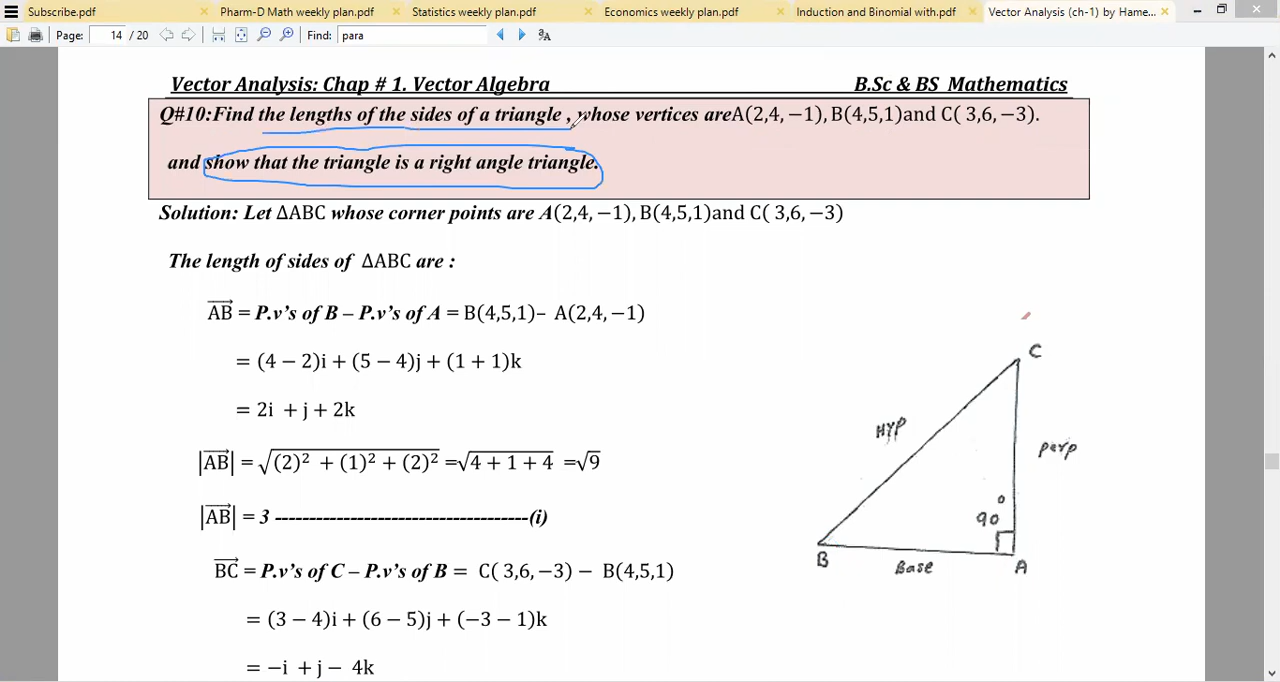 Subscribe.pdf × Pharm-D Math weekly plan.pdf × Statistics weekly plan.pdf × Economics weekly plan.pdf × Induction and Binomial with.pdf × Vector Analysis (ch-1) by Hame... ×
Page: 14 / 20 Find: para
Vector Analysis: Chap # 1. Vector Algebra B.Sc & BS Mathematics
Q#10:Find the lengths of the sides of a triangle , whose vertices areA(2,4, −1), B(4,5,1)and C( 3,6, −3).
and show that the triangle is a right angle triangle.
Solution: Let ΔABC whose corner points are A(2,4, −1), B(4,5,1)and C( 3,6, −3)
The length of sides of ΔABC are :
AB⃗ = P.v’s of B – P.v’s of A = B(4,5,1)– A(2,4, −1)
= (4 − 2)i + (5 − 4)j + (1 + 1)k
= 2i + j + 2k
|AB⃗| = √(2)² + (1)² + (2)² =√4 + 1 + 4 =√9
|AB⃗| = 3 -------------------------------------(i)
BC⃗ = P.v’s of C – P.v’s of B = C( 3,6, −3) − B(4,5,1)
= (3 − 4)i + (6 − 5)j + (−3 − 1)k
= −i + j − 4k
C
HYP
perp
90°
B
Base
A